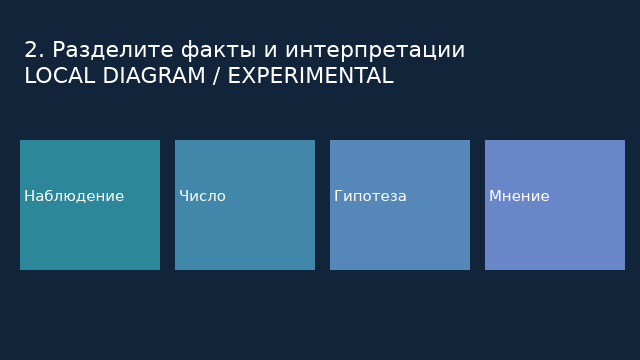 2. Разделите факты и интерпретации
LOCAL DIAGRAM / EXPERIMENTAL
Наблюдение
Число
Гипотеза
Мнение